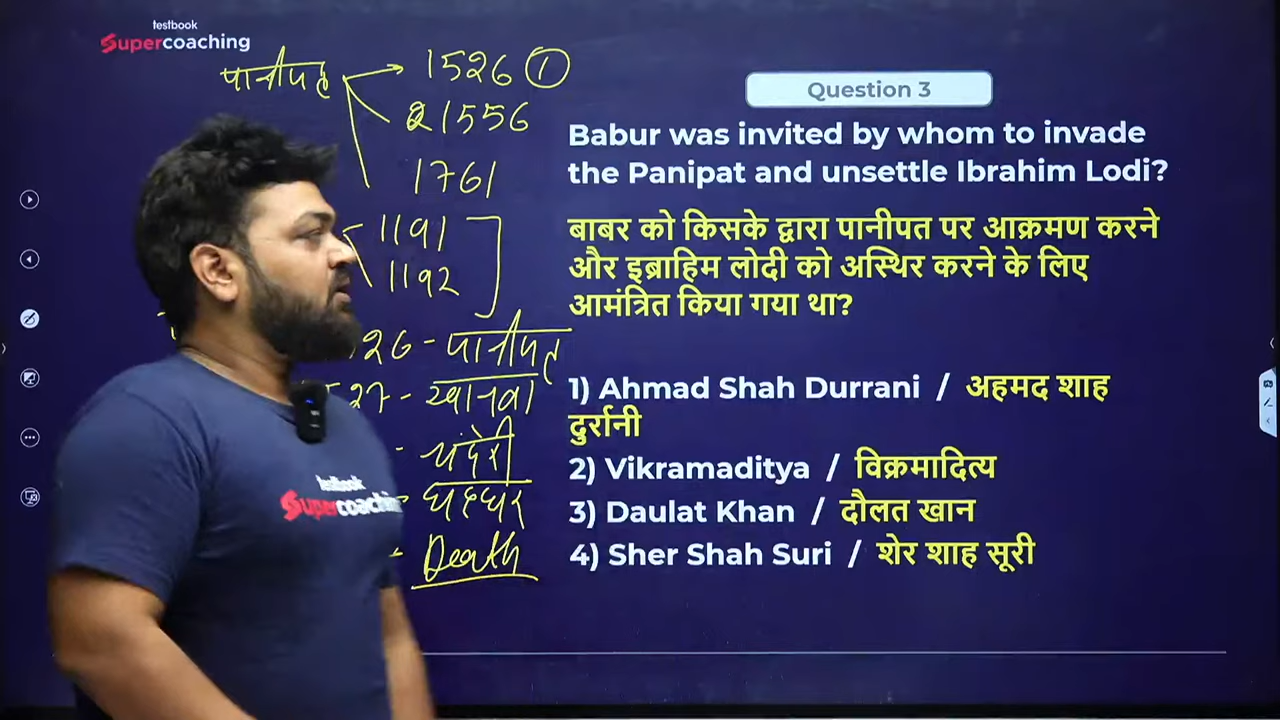 testbook
Supercoaching
पानीपत
1526 ①
2 1556
1761
1191
1192
26 - पानीपत
27 - खानवा
- चंदेरी
- घाघर
- Death
Question 3
Babur was invited by whom to invade
the Panipat and unsettle Ibrahim Lodi?
बाबर को किसके द्वारा पानीपत पर आक्रमण करने
और इब्राहिम लोदी को अस्थिर करने के लिए
आमंत्रित किया गया था?
1) Ahmad Shah Durrani / अहमद शाह
दुर्रानी
2) Vikramaditya / विक्रमादित्य
3) Daulat Khan / दौलत खान
4) Sher Shah Suri / शेर शाह सूरी
testbook
Supercoaching